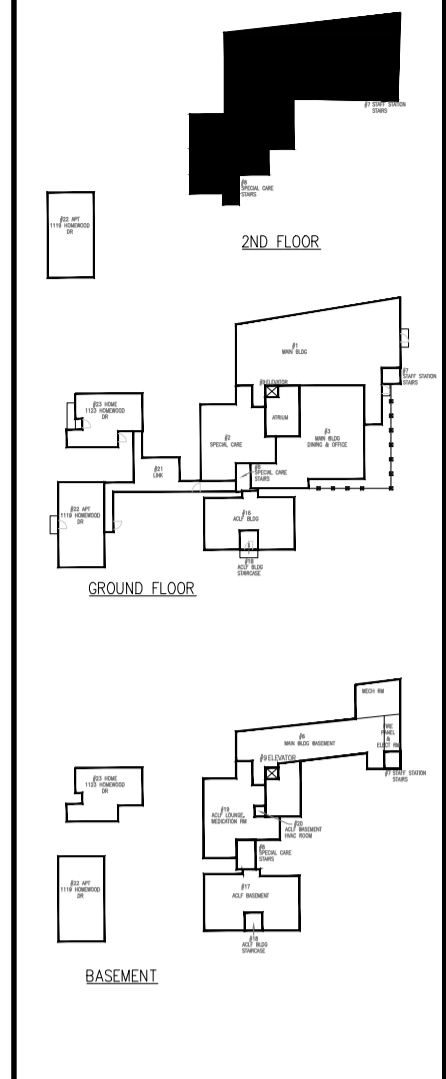 #7 STAFF STATION
STAIRS
#8
SPECIAL CARE
STAIRS
#22 APT
1119 HOMEWOOD
DR
2ND FLOOR
#1
MAIN BLDG
#7
STAFF STATION
STAIRS
#9 ELEVATOR
ATRIUM
#23 HOME
1123 HOMEWOOD
DR
#2
SPECIAL CARE
#3
MAIN BLDG
DINING & OFFICE
#21
LINK
#8
SPECIAL CARE
STAIRS
#22 APT
1119 HOMEWOOD
DR
#16
ACLF BLDG
#18
ACLF BLDG
STAIRCASE
GROUND FLOOR
MECH RM
#6
MAIN BLDG BASEMENT
FIRE
PANEL
&
ELECT RM
#9 ELEVATOR
#7 STAFF STATION
STAIRS
#23 HOME
1123 HOMEWOOD
DR
#19
ACLF LOUNGE,
MEDICATION RM
#20
ACLF BASEMENT
HVAC ROOM
#8
SPECIAL CARE
STAIRS
#22 APT
1119 HOMEWOOD
DR
#17
ACLF BASEMENT
#18
ACLF BLDG
STAIRCASE
BASEMENT